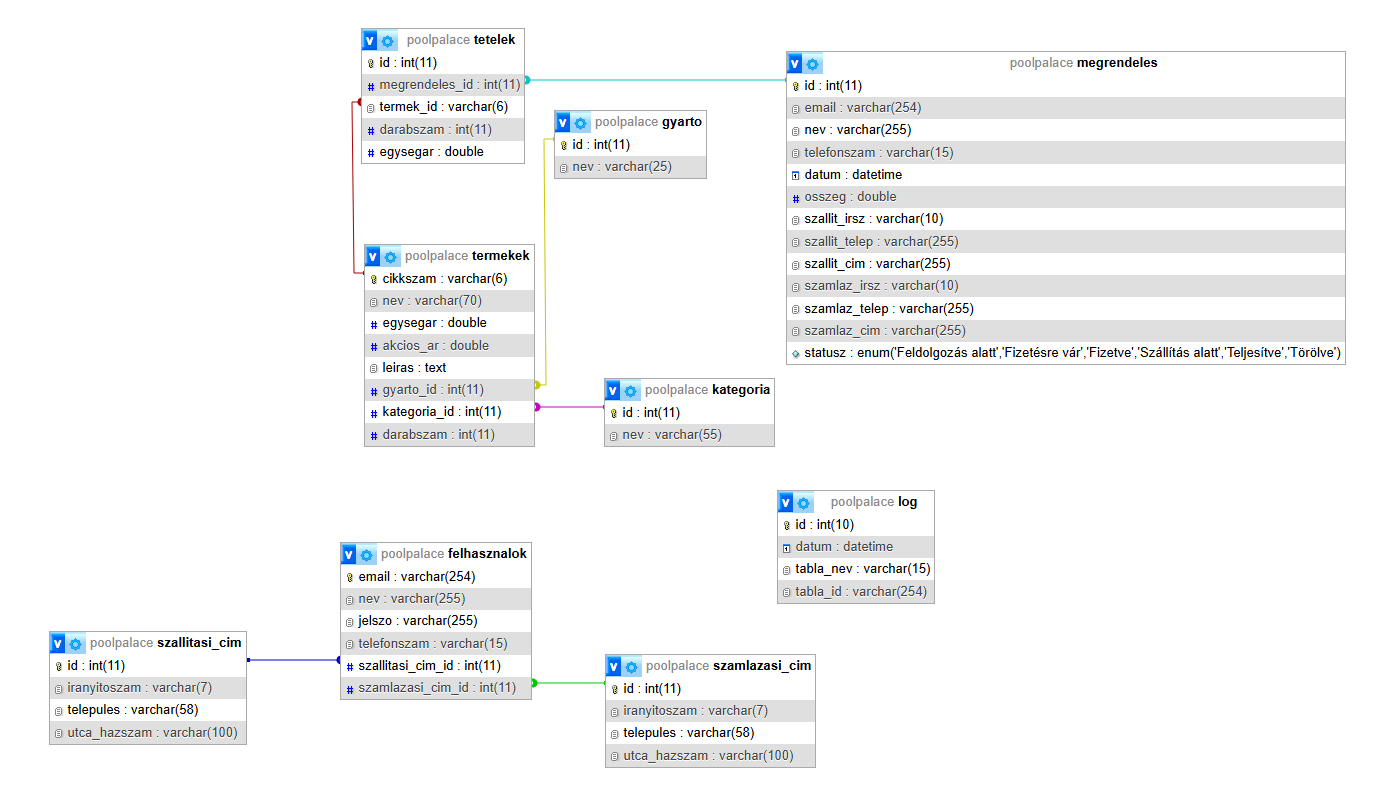 poolpalace tetelek
id : int(11)
megrendeles_id : int(11)
termek_id : varchar(6)
darabszam : int(11)
egysegar : double
poolpalace megrendeles
id : int(11)
email : varchar(254)
nev : varchar(255)
telefonszam : varchar(15)
datum : datetime
osszeg : double
szallit_irsz : varchar(10)
szallit_telep : varchar(255)
szallit_cim : varchar(255)
szamlaz_irsz : varchar(10)
szamlaz_telep : varchar(255)
szamlaz_cim : varchar(255)
statusz : enum('Feldolgozás alatt','Fizetésre vár','Fizetve','Szállítás alatt','Teljesítve','Törölve')
poolpalace gyarto
id : int(11)
nev : varchar(25)
poolpalace termekek
cikkszam : varchar(6)
nev : varchar(70)
egysegar : double
akcios_ar : double
leiras : text
gyarto_id : int(11)
kategoria_id : int(11)
darabszam : int(11)
poolpalace kategoria
id : int(11)
nev : varchar(55)
poolpalace log
id : int(10)
datum : datetime
tabla_nev : varchar(15)
tabla_id : varchar(254)
poolpalace felhasznalok
email : varchar(254)
nev : varchar(255)
jelszo : varchar(255)
telefonszam : varchar(15)
szallitasi_cim_id : int(11)
szamlazasi_cim_id : int(11)
poolpalace szallitasi_cim
id : int(11)
iranyitoszam : varchar(7)
telepules : varchar(58)
utca_hazszam : varchar(100)
poolpalace szamlazasi_cim
id : int(11)
iranyitoszam : varchar(7)
telepules : varchar(58)
utca_hazszam : varchar(100)